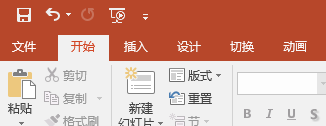 文件 开始 插入 设计 切换 动画
剪切 版式
复制 重置
粘贴 格式刷 新建 幻灯片 节
B I U S